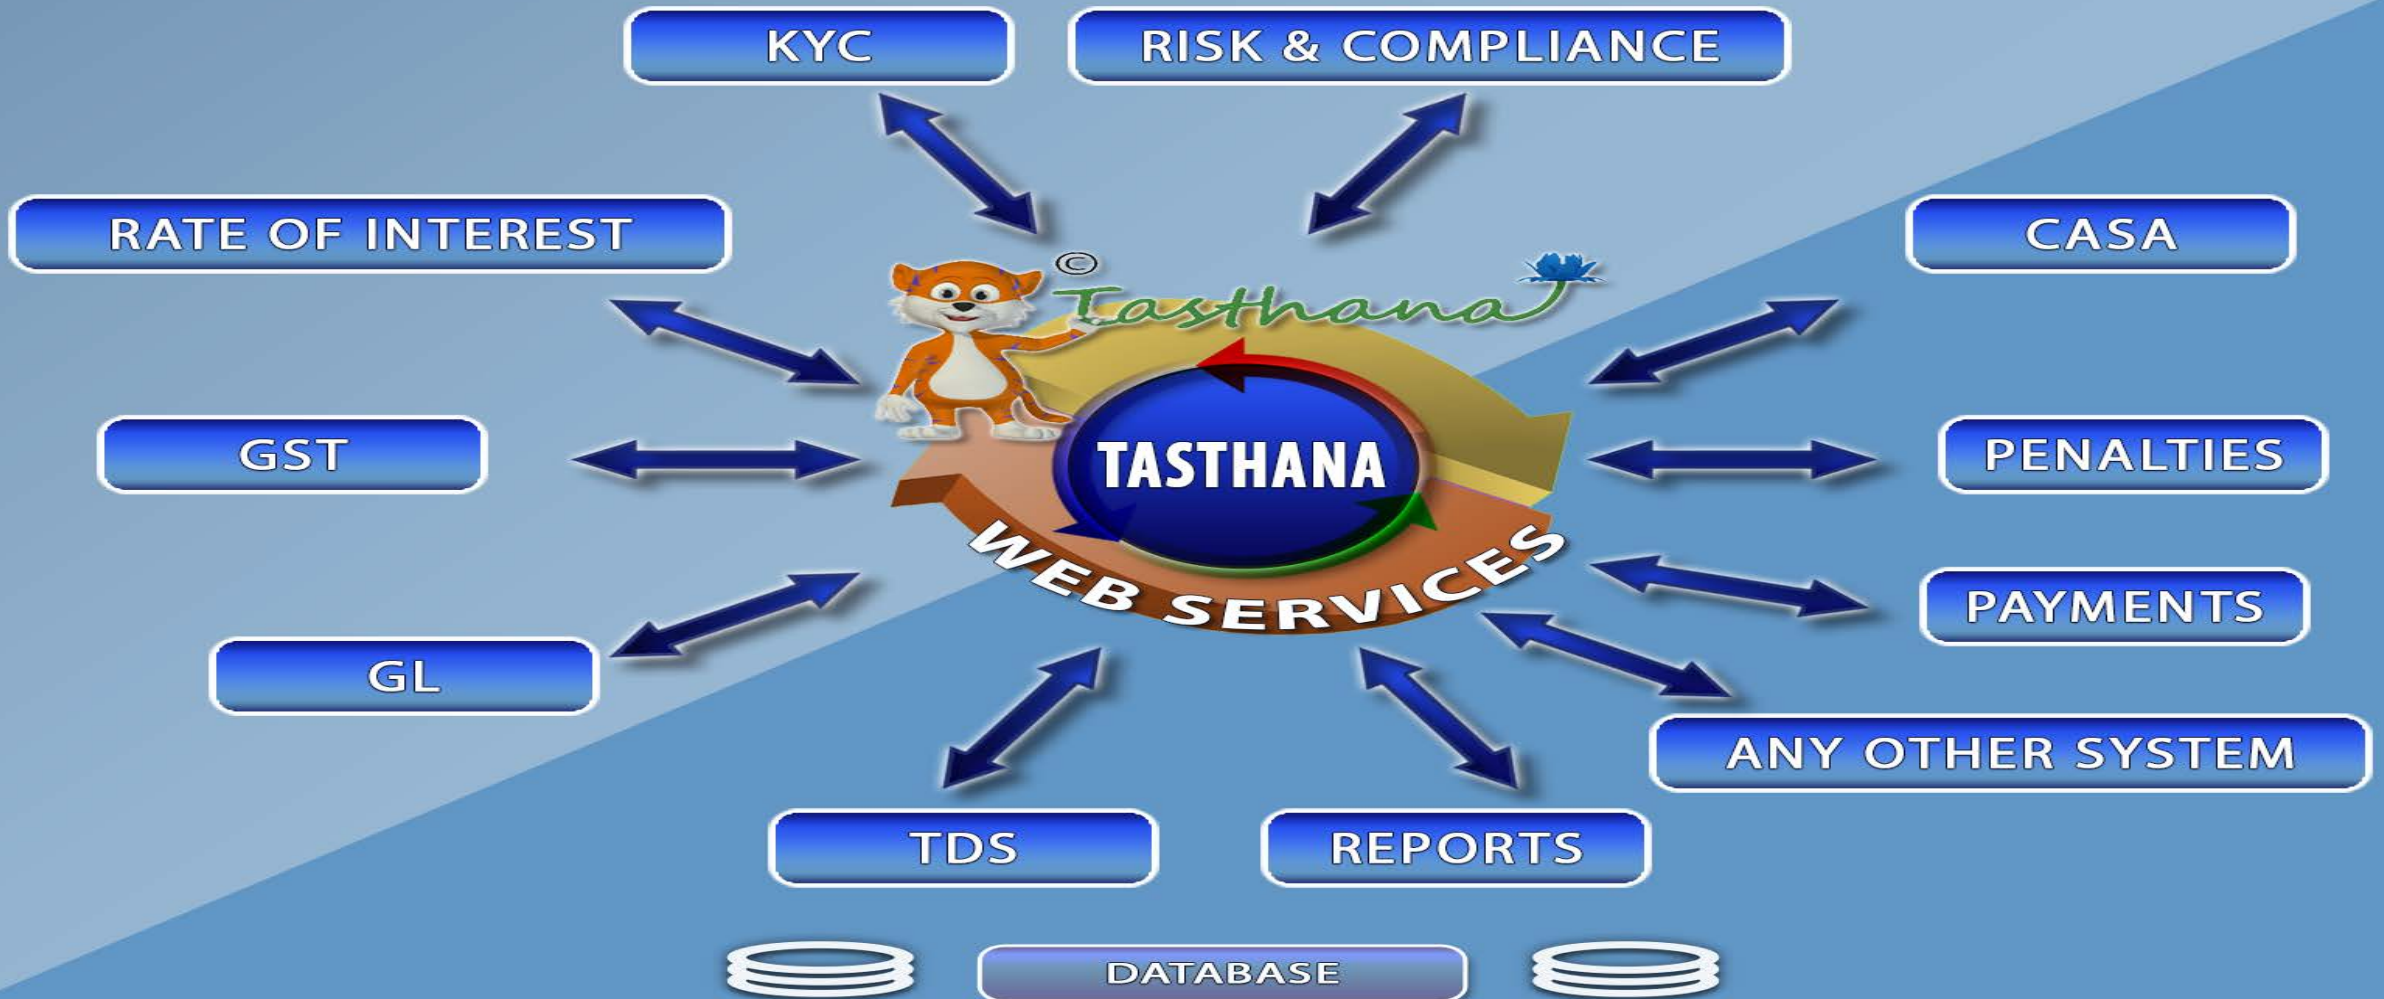 KYC
RISK & COMPLIANCE
RATE OF INTEREST
CASA
© Tasthana
GST
TASTHANA
PENALTIES
WEB SERVICES
PAYMENTS
GL
ANY OTHER SYSTEM
TDS
REPORTS
DATABASE